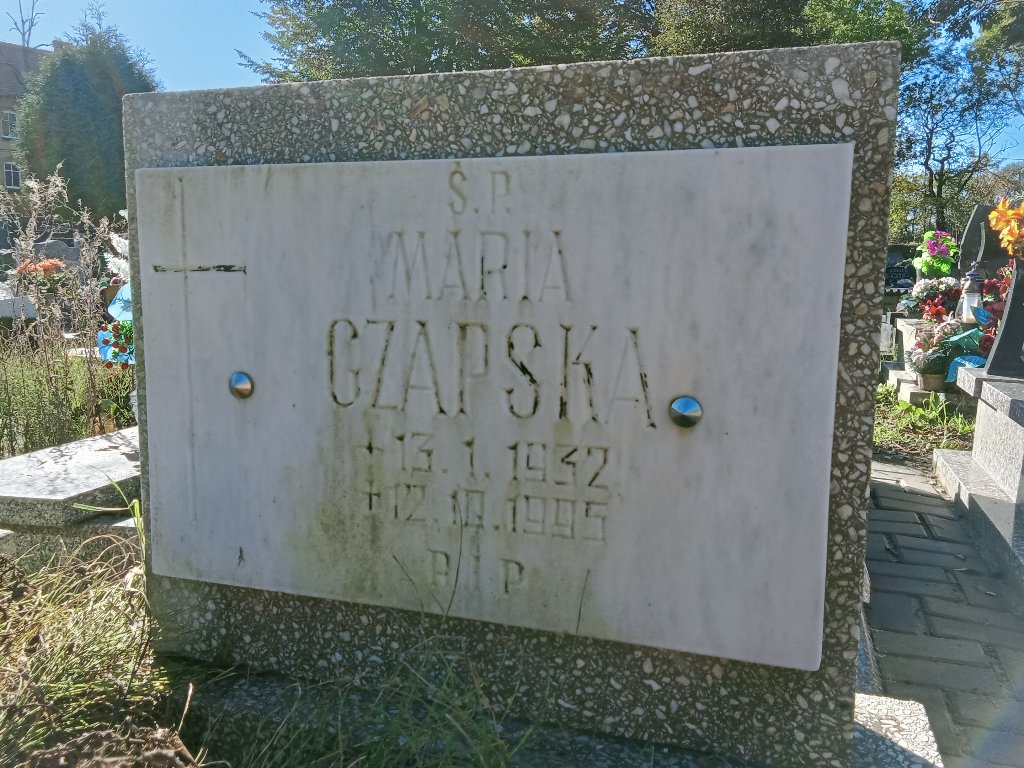 Ś.P.
MARIA
CZAPSKA
* 13.1.1932
† 12.10.1995
R I P